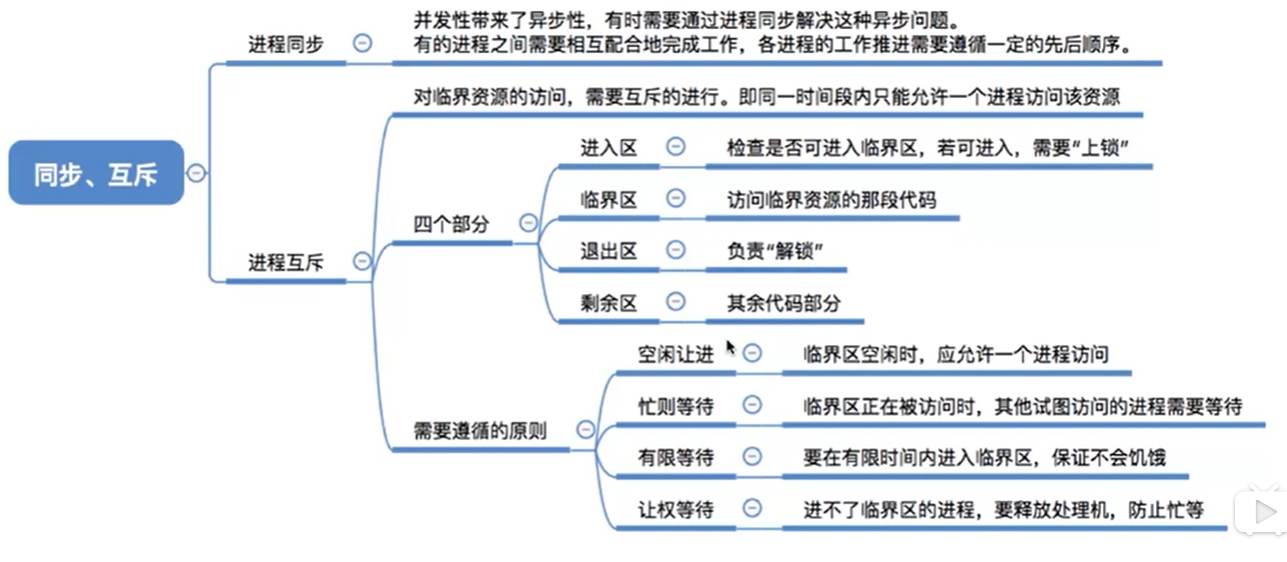 并发性带来了异步性，有时需要通过进程同步解决这种异步问题。
进程同步
有的进程之间需要相互配合地完成工作，各进程的工作推进需要遵循一定的先后顺序。
对临界资源的访问，需要互斥的进行。即同一时间段内只能允许一个进程访问该资源
进入区 检查是否可进入临界区，若可进入，需要“上锁”
同步、互斥
临界区 访问临界资源的那段代码
四个部分
退出区 负责“解锁”
进程互斥
剩余区 其余代码部分
空闲让进 临界区空闲时，应允许一个进程访问
忙则等待 临界区正在被访问时，其他试图访问的进程需要等待
需要遵循的原则
有限等待 要在有限时间内进入临界区，保证不会饥饿
让权等待 进不了临界区的进程，要释放处理机，防止忙等